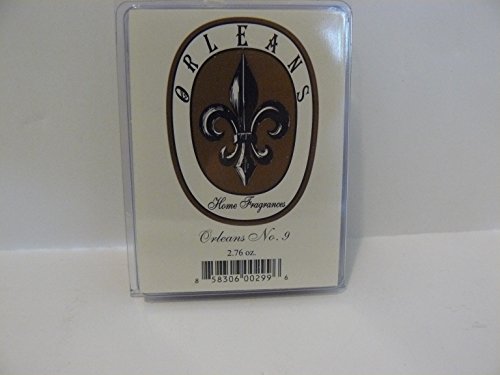 ORLEANS
Home Fragrances
Orleans No. 9
2.76 oz.
8 58306 00299 6